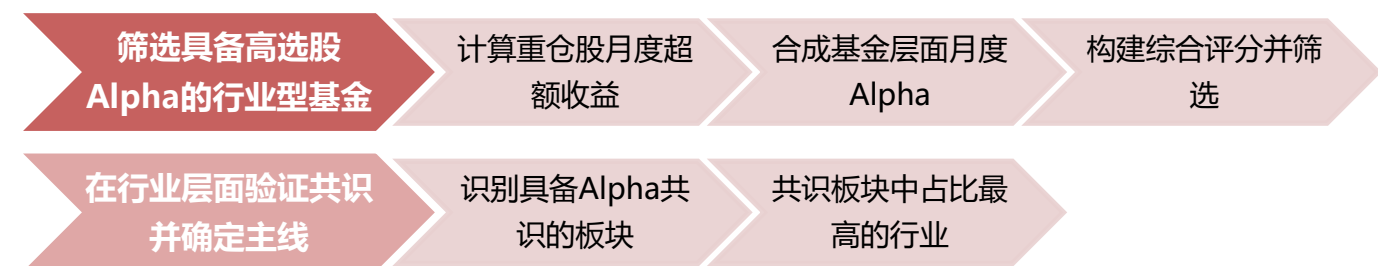 筛选具备高选股
Alpha的行业型基金
计算重仓股月度超
额收益
合成基金层面月度
Alpha
构建综合评分并筛
选
在行业层面验证共识
并确定主线
识别具备Alpha共
识的板块
共识板块中占比最
高的行业